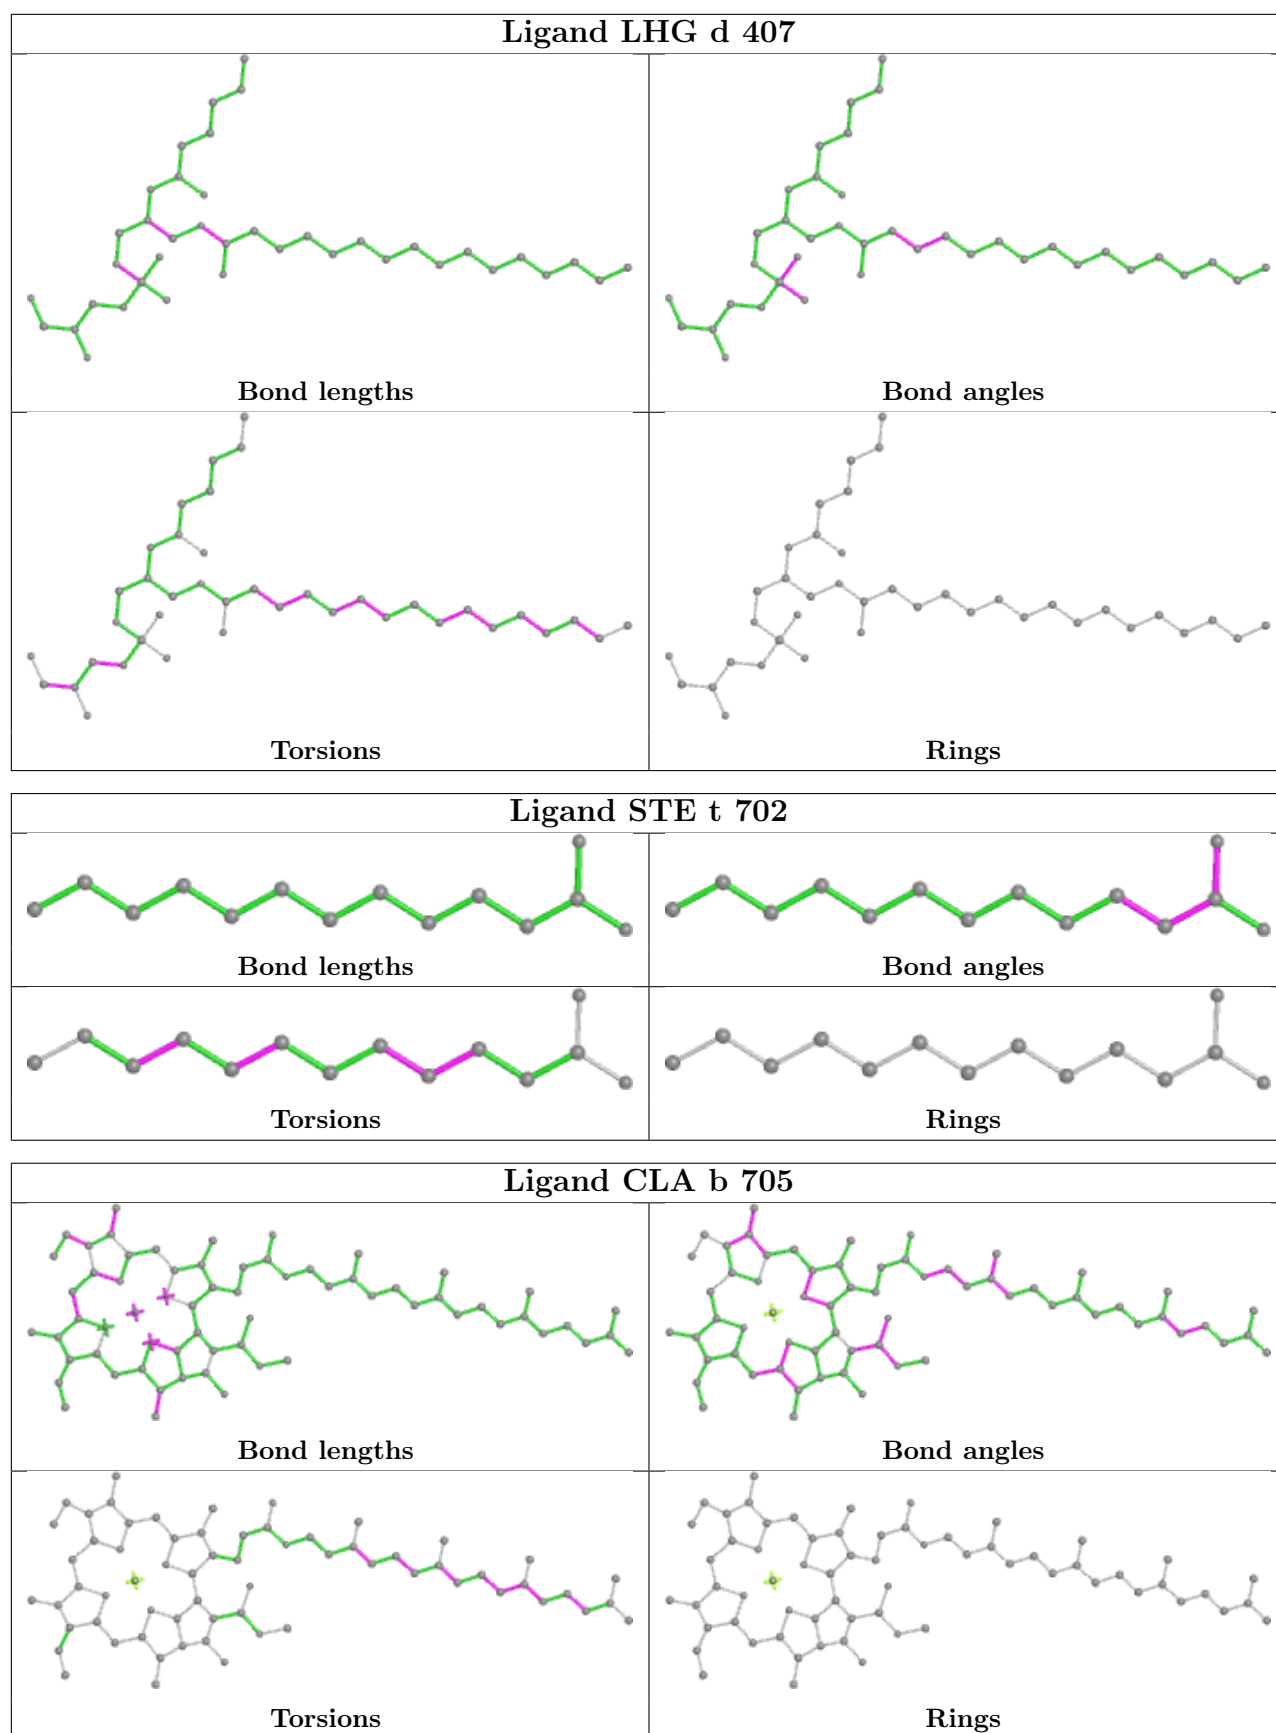 Ligand LHG d 407
Bond lengths
Bond angles
Torsions
Rings
Ligand STE t 702
Bond lengths
Bond angles
Torsions
Rings
Ligand CLA b 705
Bond lengths
Bond angles
Torsions
Rings